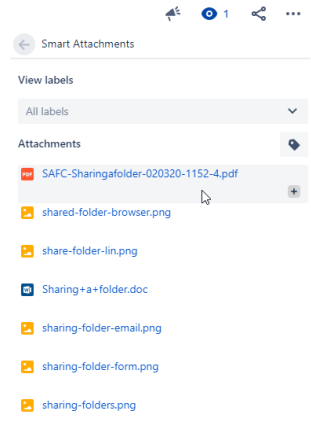 1
Smart Attachments
View labels
All labels
Attachments
PDF SAFC-Sharingafolder-020320-1152-4.pdf
shared-folder-browser.png
share-folder-lin.png
W Sharing+a+folder.doc
sharing-folder-email.png
sharing-folder-form.png
sharing-folders.png